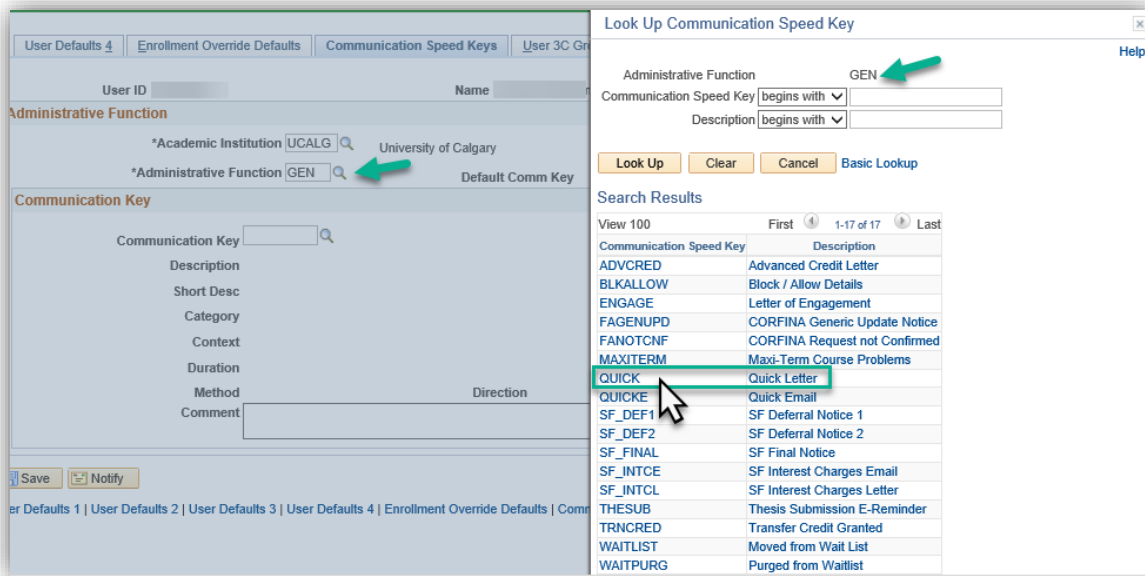 User Defaults 4 Enrollment Override Defaults Communication Speed Keys User 3C Gr
User ID Name
Administrative Function
*Academic Institution UCALG University of Calgary
*Administrative Function GEN Default Comm Key
Communication Key
Communication Key
Description
Short Desc
Category
Context
Duration
Method Direction
Comment
Save Notify
er Defaults 1 | User Defaults 2 | User Defaults 3 | User Defaults 4 | Enrollment Override Defaults | Comm
Look Up Communication Speed Key
Help
Administrative Function GEN
Communication Speed Key begins with
Description begins with
Look Up Clear Cancel Basic Lookup
Search Results
View 100 First 1-17 of 17 Last
Communication Speed Key Description
ADVCRED Advanced Credit Letter
BLKALLOW Block / Allow Details
ENGAGE Letter of Engagement
FAGENUPD CORFINA Generic Update Notice
FANOTCNF CORFINA Request not Confirmed
MAXITERM Maxi-Term Course Problems
QUICK Quick Letter
QUICKE Quick Email
SF_DEF1 SF Deferral Notice 1
SF_DEF2 SF Deferral Notice 2
SF_FINAL SF Final Notice
SF_INTCE SF Interest Charges Email
SF_INTCL SF Interest Charges Letter
THESUB Thesis Submission E-Reminder
TRNCRED Transfer Credit Granted
WAITLIST Moved from Wait List
WAITPURG Purged from Waitlist